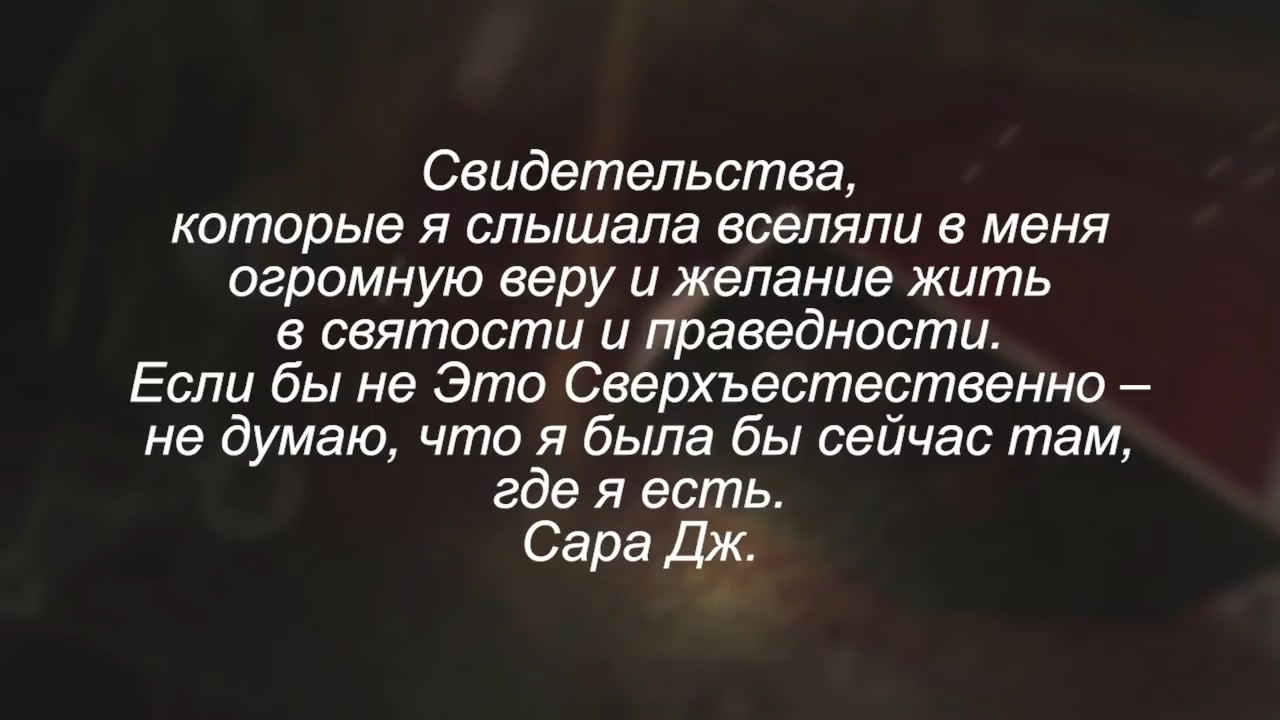 Свидетельства,
которые я слышала вселяли в меня
огромную веру и желание жить
в святости и праведности.
Если бы не Это Сверхъестественно –
не думаю, что я была бы сейчас там,
где я есть.
Сара Дж.